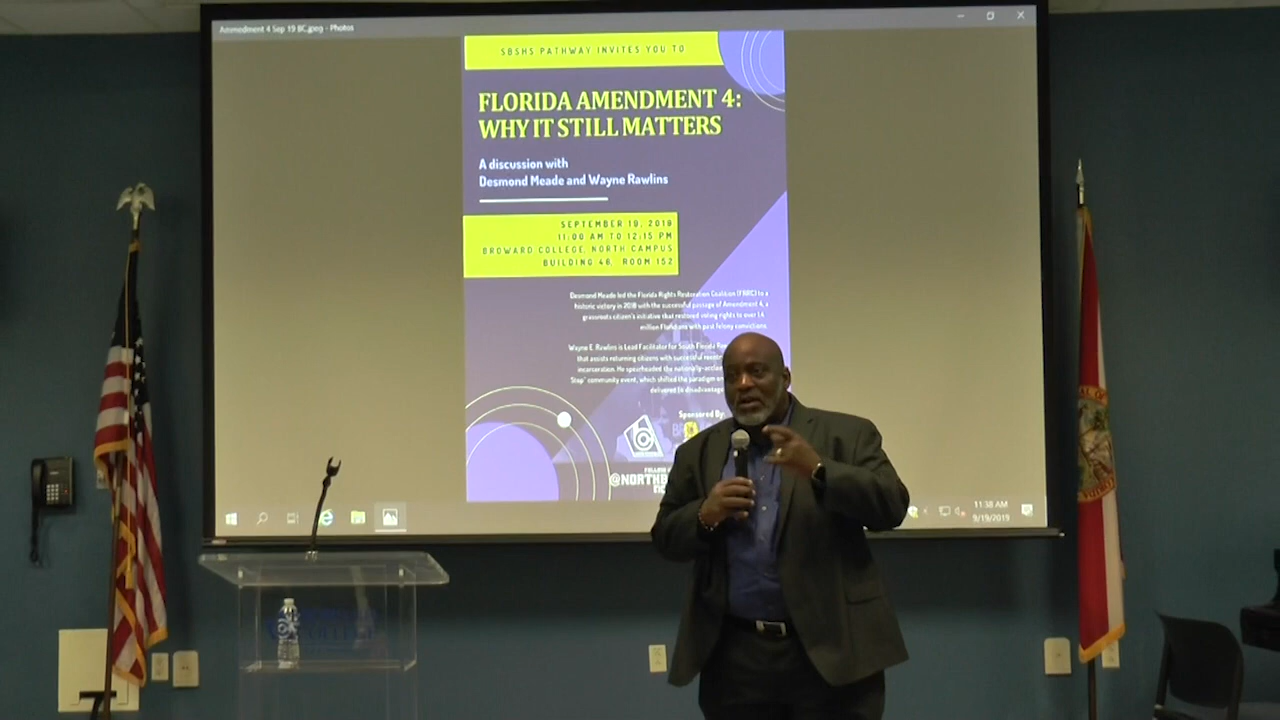 Ammedment 4 Sep 19 BC.jpeg - Photos
SBSHS PATHWAY INVITES YOU TO
FLORIDA AMENDMENT 4:
WHY IT STILL MATTERS
A discussion with
Desmond Meade and Wayne Rawlins
SEPTEMBER 19, 2019
11:00 AM TO 12:15 PM
BROWARD COLLEGE, NORTH CAMPUS
BUILDING 46, ROOM 152
Desmond Meade led the Florida Rights Restoration Coalition (FRRC) to a
historic victory in 2018 with the successful passage of Amendment 4, a
grassroots citizen's initiative that restored voting rights to over 1.4
million Floridians with past felony convictions.
Wayne E. Rawlins is Lead Facilitator for South Florida
that assists returning citizens with successful
incarceration. He spearheaded the
Stop" community event, which shifted the paradigm
delivered to
Sponsored By:
11:38 AM
9/19/2019
COLLEGE